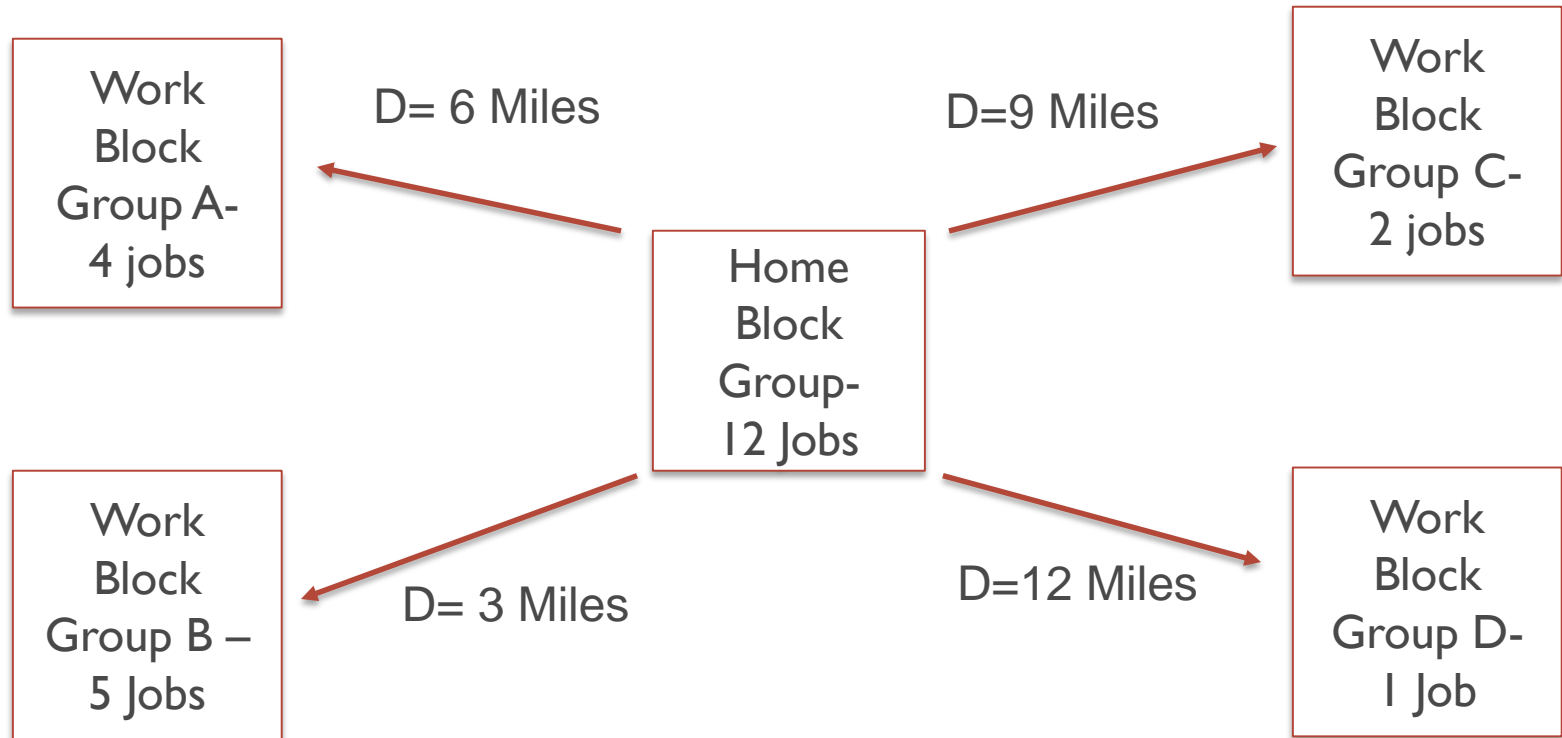 Work
Block
Group A-
4 jobs
D= 6 Miles
D=9 Miles
Work
Block
Group C-
2 jobs
Home
Block
Group-
12 Jobs
Work
Block
Group B –
5 Jobs
D= 3 Miles
D=12 Miles
Work
Block
Group D-
1 Job